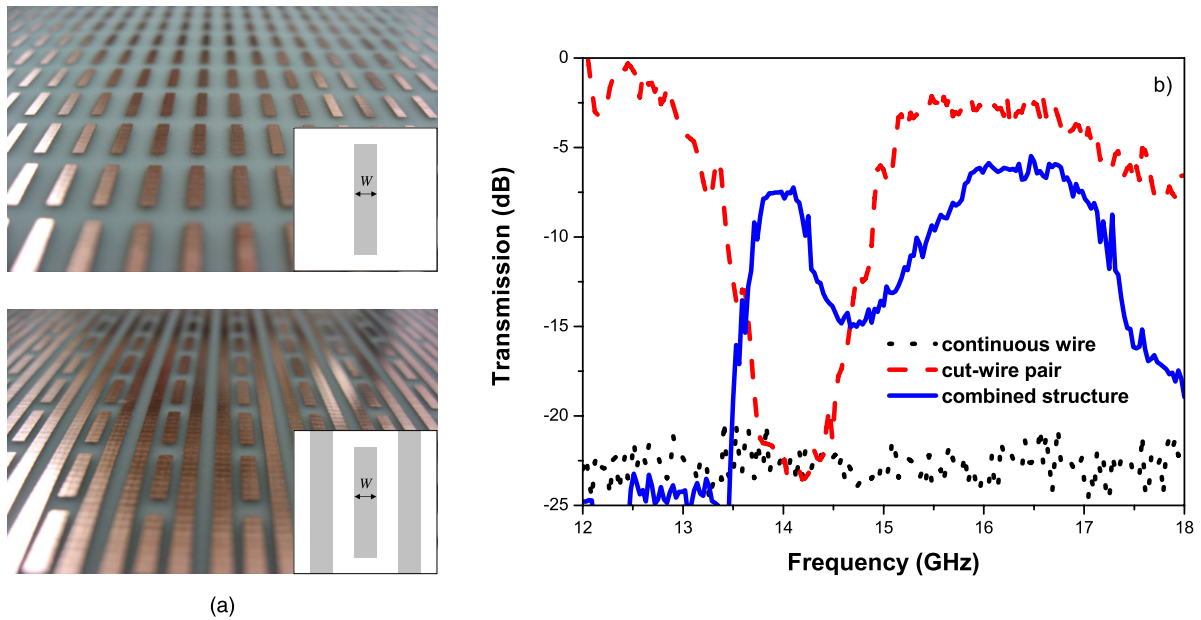 W
W
(a)
b)
0
-5
-10
-15
-20
-25
12
13
14
15
16
17
18
Transmission (dB)
Frequency (GHz)
continuous wire
cut-wire pair
combined structure